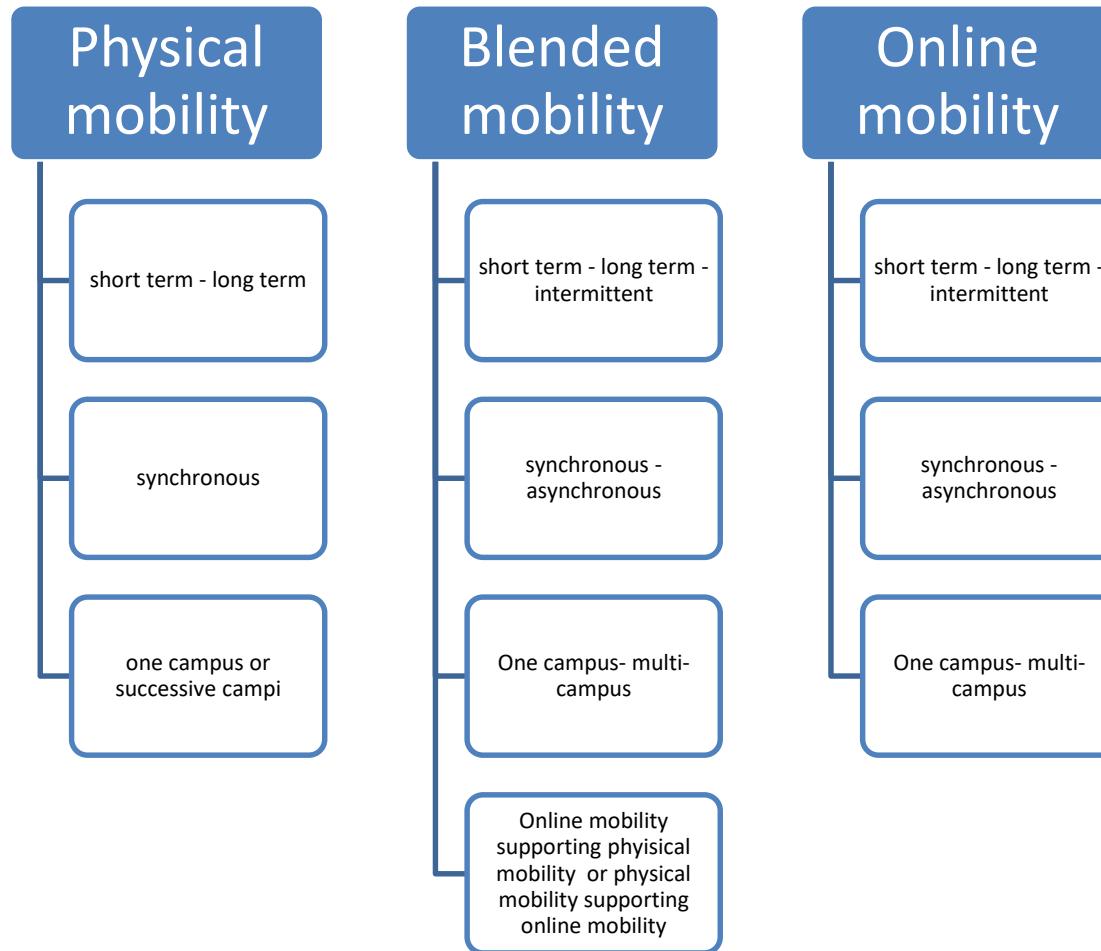 Physical
mobility
short term - long term
synchronous
one campus or
successive campi
Blended
mobility
short term - long term -
intermittent
synchronous -
asynchronous
One campus- multi-
campus
Online mobility
supporting phyisical
mobility or physical
mobility supporting
online mobility
Online
mobility
short term - long term -
intermittent
synchronous -
asynchronous
One campus- multi-
campus